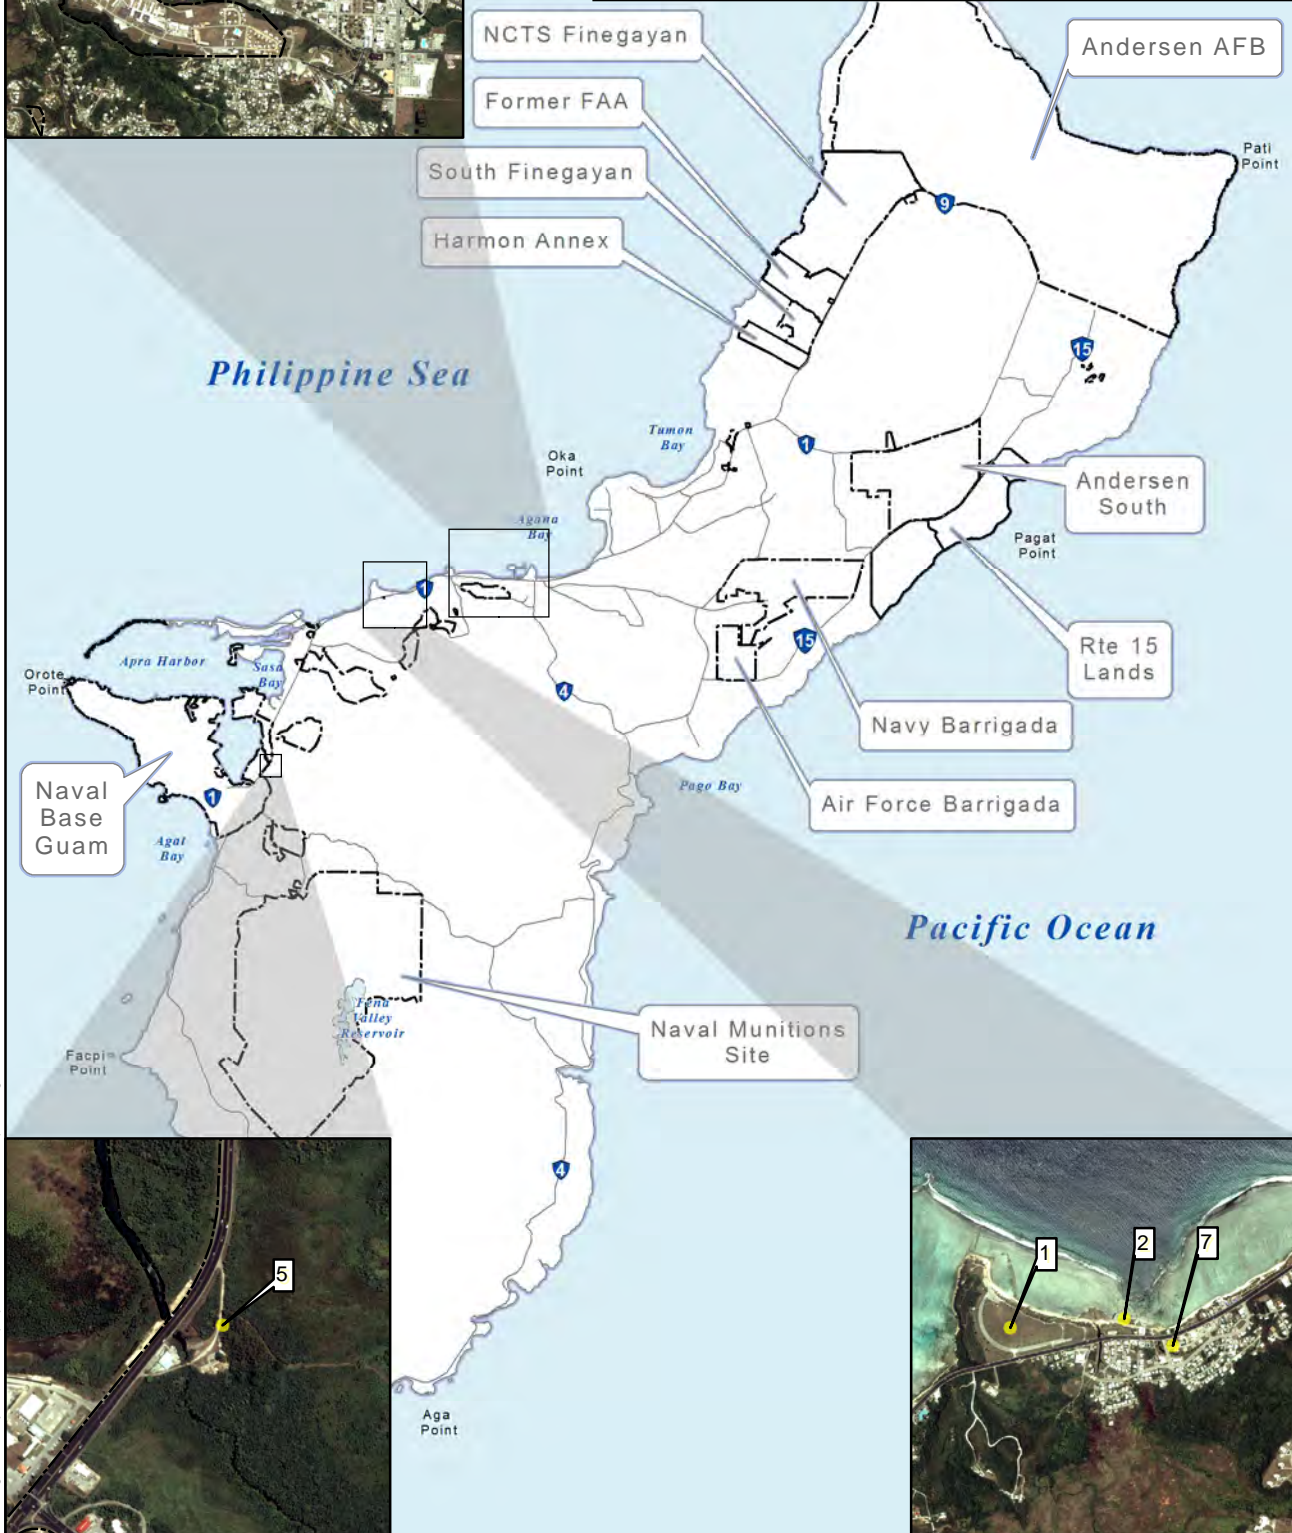 NCTS Finegayan
Andersen AFB
Former FAA
Pati
Point
South Finegayan
9
Harmon Annex
15
Philippine Sea
Tumon
Bay
1
Oka
Point
Andersen
South
Agana
Bay
Pagat
Point
1
15
Rte 15
Lands
Apra Harbor
Sasa
Bay
Orote
Point
4
Navy Barrigada
Naval
Base
Guam
1
Pago Bay
Air Force Barrigada
Agat
Bay
Pacific Ocean
Fena
Valley
Reservoir
Naval Munitions
Site
Facpi
Point
4
5
1
2
7
Aga
Point